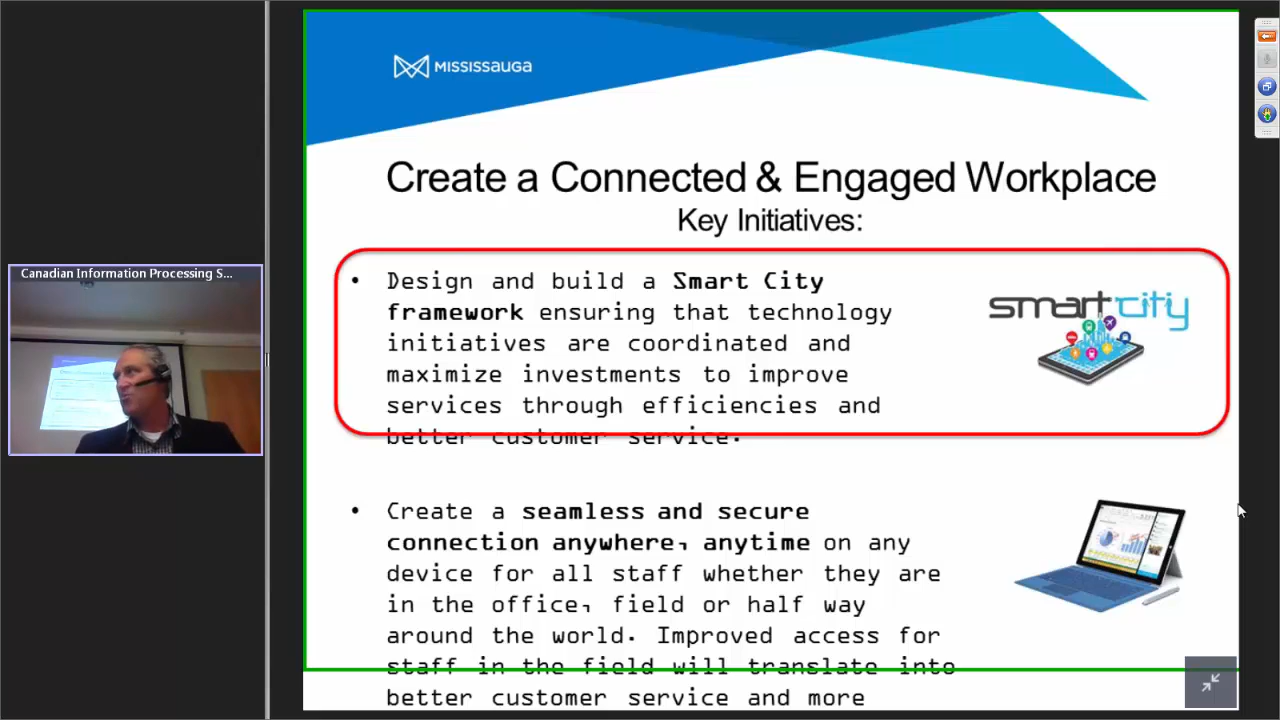 MISSISSAUGA
Create a Connected & Engaged Workplace
Key Initiatives:
Canadian Information Processing S...
• Design and build a Smart City
framework ensuring that technology
initiatives are coordinated and
maximize investments to improve
services through efficiencies and
better customer service.
smartcity
• Create a seamless and secure
connection anywhere, anytime on any
device for all staff whether they are
in the office, field or half way
around the world. Improved access for
staff in the field will translate into
better customer service and more